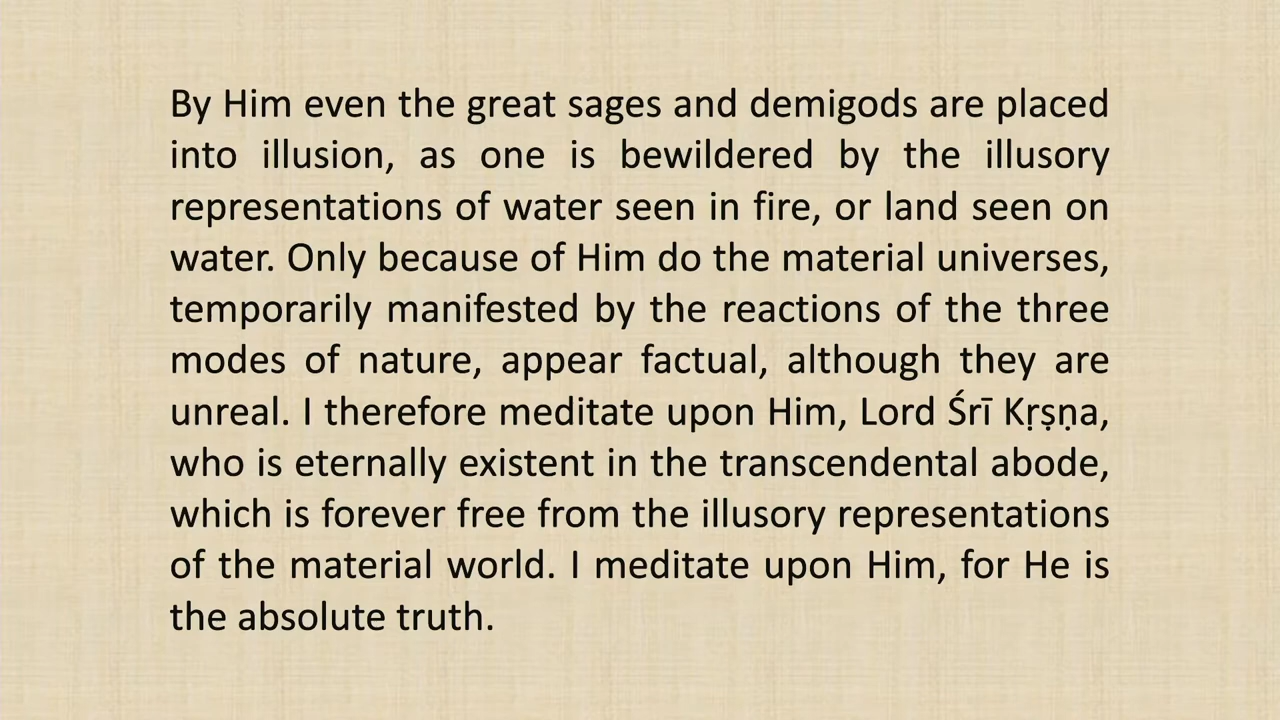 By Him even the great sages and demigods are placed
into illusion, as one is bewildered by the illusory
representations of water seen in fire, or land seen on
water. Only because of Him do the material universes,
temporarily manifested by the reactions of the three
modes of nature, appear factual, although they are
unreal. I therefore meditate upon Him, Lord Śrī Kṛṣṇa,
who is eternally existent in the transcendental abode,
which is forever free from the illusory representations
of the material world. I meditate upon Him, for He is
the absolute truth.